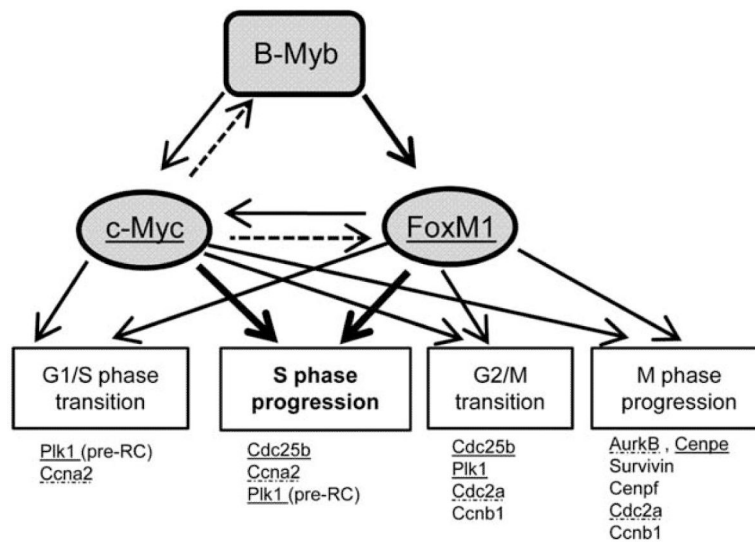 B-Myb
c-Myc
FoxM1
G1/S phase
transition
S phase
progression
G2/M
transition
M phase
progression
Plk1 (pre-RC)
Ccna2
Cdc25b
Ccna2
Plk1 (pre-RC)
Cdc25b
Plk1
Cdc2a
Ccnb1
AurkB , Cenpe
Survivin
Cenpf
Cdc2a
Ccnb1